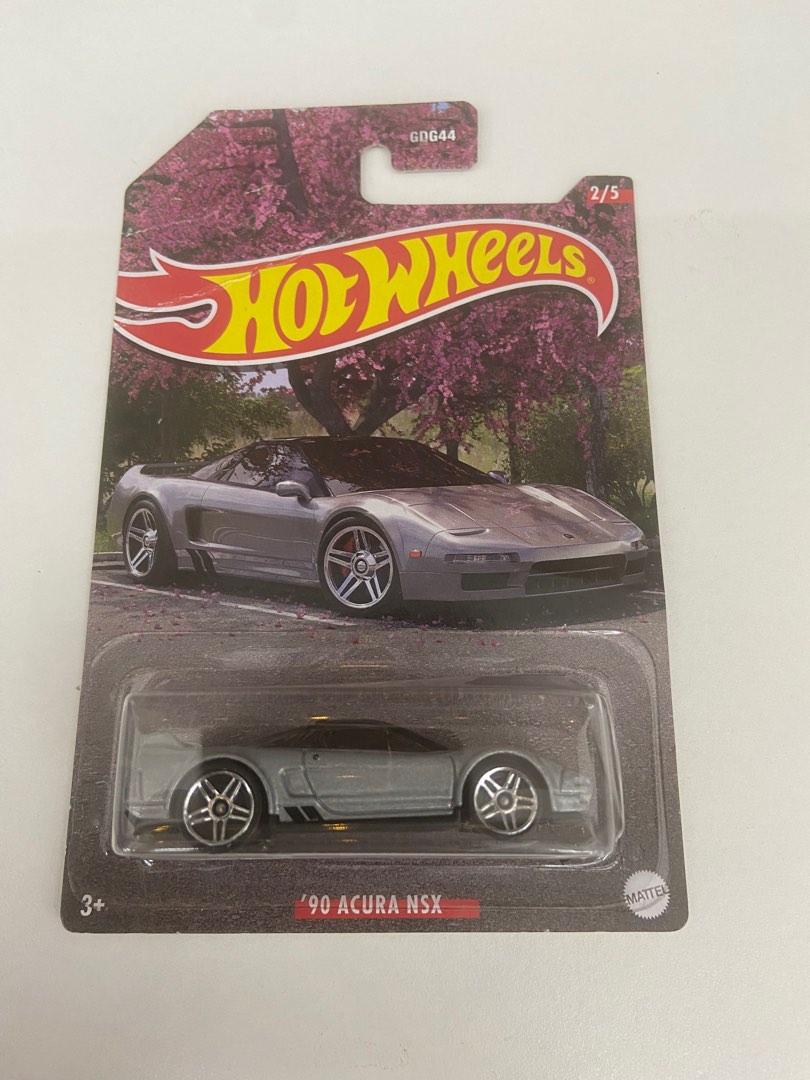 GDG44
2/5
HOT WHEELS®
3+
'90 ACURA NSX
MATTEL